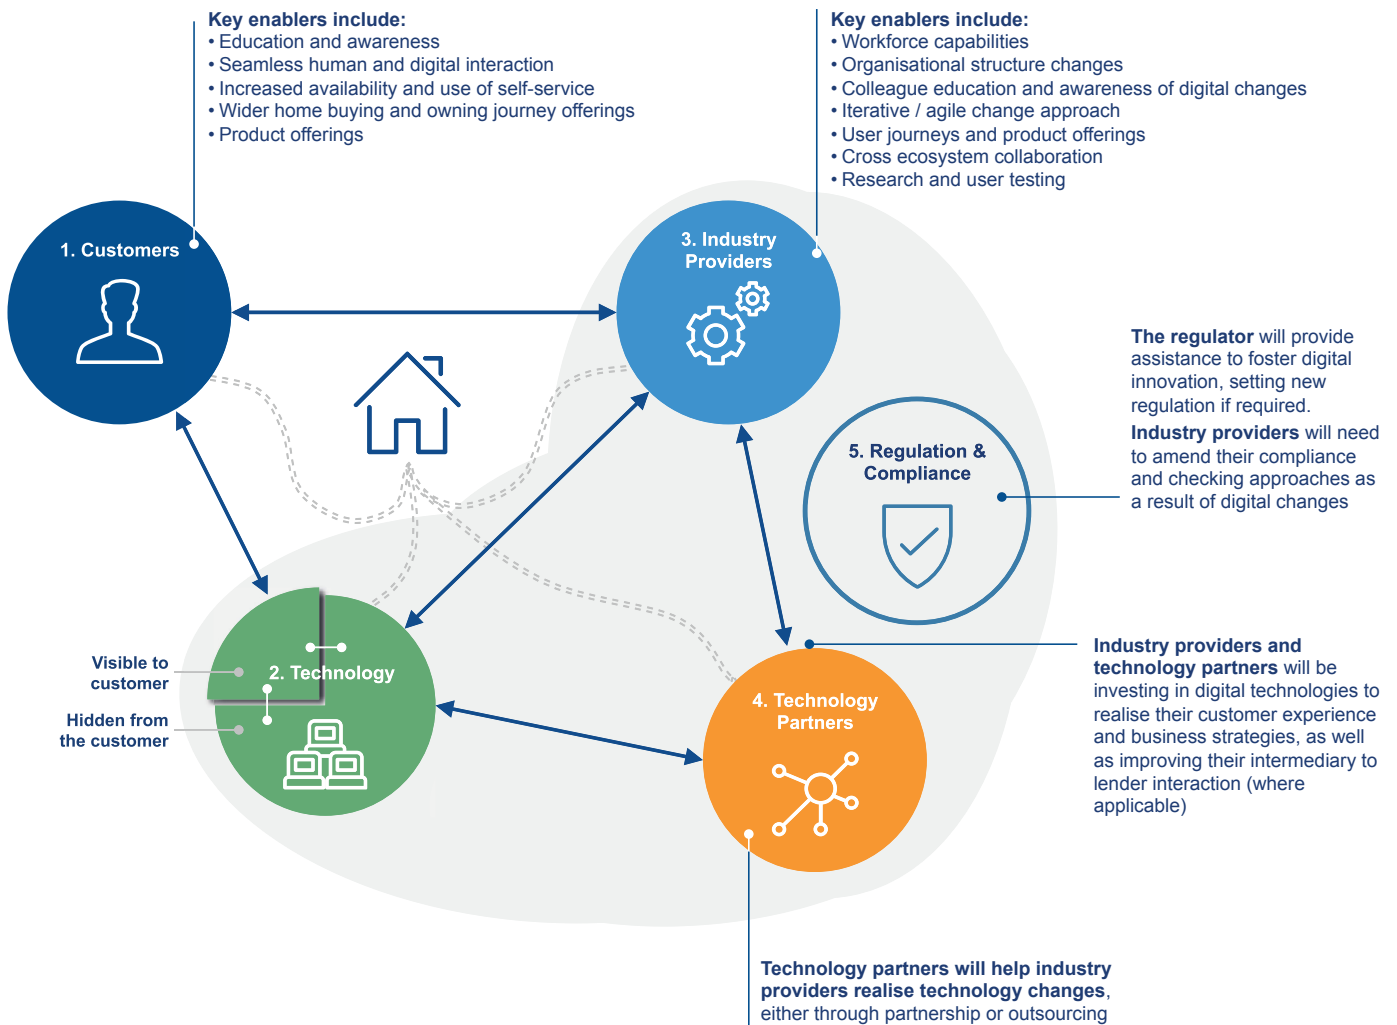 Key enablers include:
• Education and awareness
• Seamless human and digital interaction
• Increased availability and use of self-service
• Wider home buying and owning journey offerings
• Product offerings
Key enablers include:
• Workforce capabilities
• Organisational structure changes
• Colleague education and awareness of digital changes
• Iterative / agile change approach
• User journeys and product offerings
• Cross ecosystem collaboration
• Research and user testing
1. Customers
3. Industry
Providers
The regulator will provide
assistance to foster digital
innovation, setting new
regulation if required.
Industry providers will need
to amend their compliance
and checking approaches as
a result of digital changes
5. Regulation &
Compliance
Visible to
customer
Hidden from
the customer
2. Technology
4. Technology
Partners
Industry providers and
technology partners will be
investing in digital technologies to
realise their customer experience
and business strategies, as well
as improving their intermediary to
lender interaction (where
applicable)
Technology partners will help industry
providers realise technology changes,
either through partnership or outsourcing